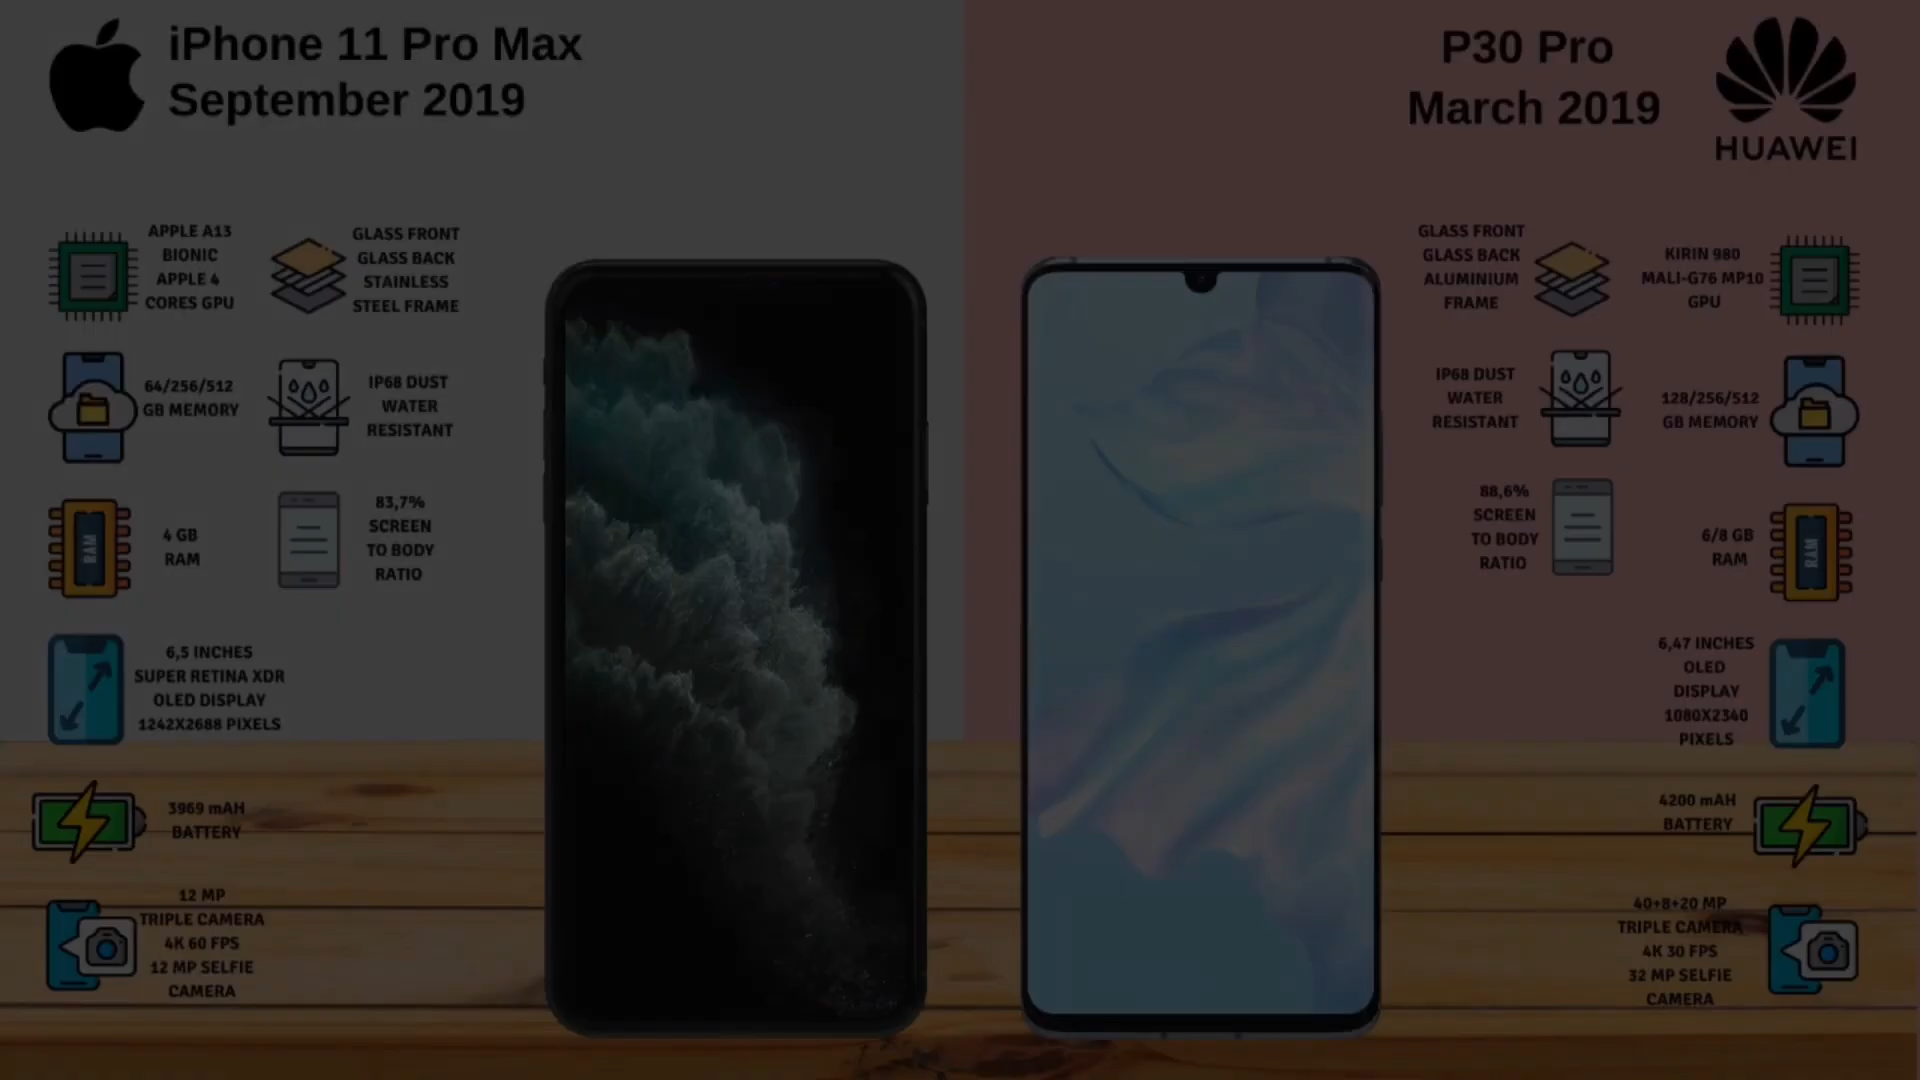 iPhone 11 Pro Max
September 2019
P30 Pro
March 2019
HUAWEI
APPLE A13
BIONIC
APPLE 4
CORES GPU
GLASS FRONT
GLASS BACK
STAINLESS
STEEL FRAME
64/256/512
GB MEMORY
IP68 DUST
WATER
RESISTANT
RAM
4 GB
RAM
83,7%
SCREEN
TO BODY
RATIO
6,5 INCHES
SUPER RETINA XDR
OLED DISPLAY
1242X2688 PIXELS
3969 mAH
BATTERY
12 MP
TRIPLE CAMERA
4K 60 FPS
12 MP SELFIE
CAMERA
GLASS FRONT
GLASS BACK
ALUMINIUM
FRAME
KIRIN 980
MALI-G76 MP10
GPU
IP68 DUST
WATER
RESISTANT
128/256/512
GB MEMORY
88,6%
SCREEN
TO BODY
RATIO
6/8 GB
RAM
RAM
6,47 INCHES
OLED
DISPLAY
1080X2340
PIXELS
4200 mAH
BATTERY
40+8+20 MP
TRIPLE CAMERA
4K 30 FPS
32 MP SELFIE
CAMERA